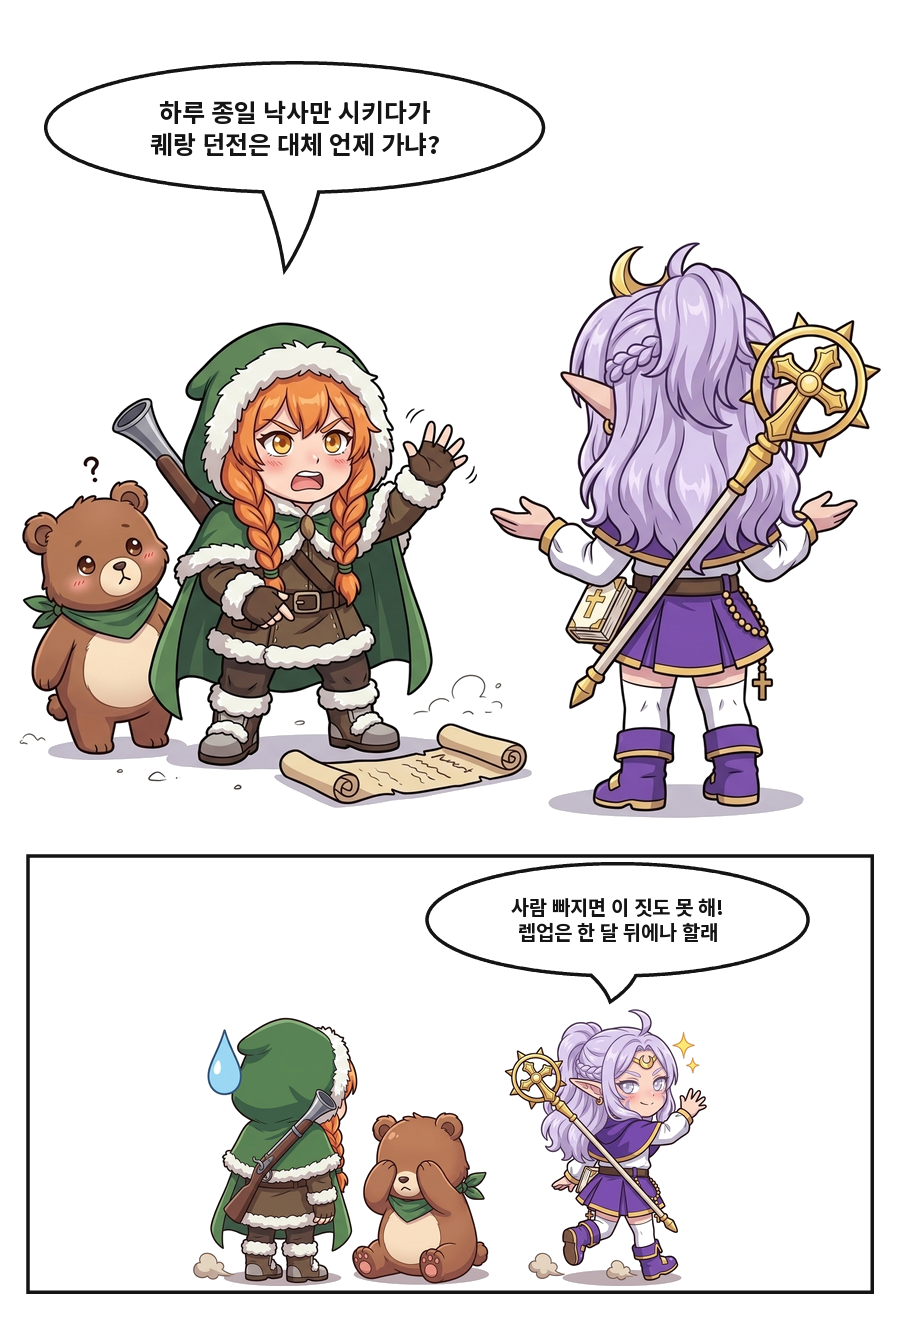 하루 종일 낙사만 시키다가
퀘랑 던전은 대체 언제 가냐?
?
사람 빠지면 이 짓도 못 해!
렙업은 한 달 뒤에나 할래